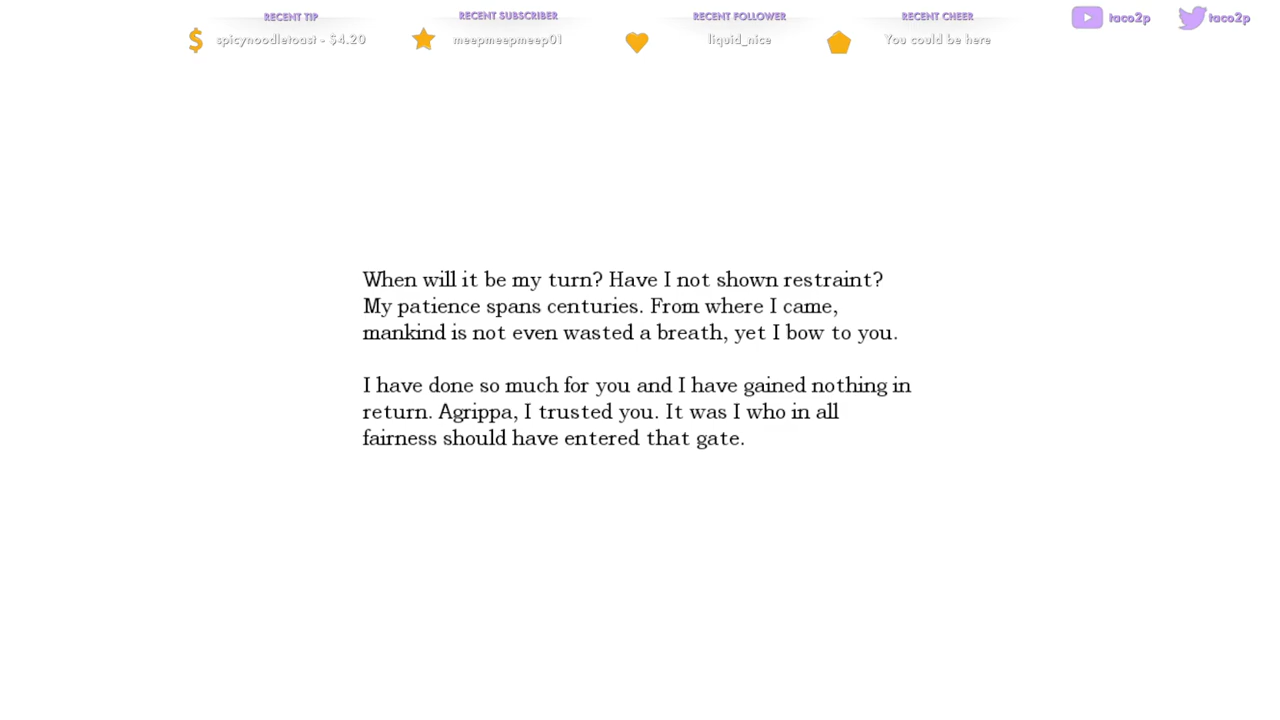 RECENT TIP
spicynoodletoast - $4.20
RECENT SUBSCRIBER
meepmeepmeep01
RECENT FOLLOWER
liquid_nice
RECENT CHEER
You could be here
taco2p
taco2p
When will it be my turn? Have I not shown restraint?
My patience spans centuries. From where I came,
mankind is not even wasted a breath, yet I bow to you.
I have done so much for you and I have gained nothing in
return. Agrippa, I trusted you. It was I who in all
fairness should have entered that gate.